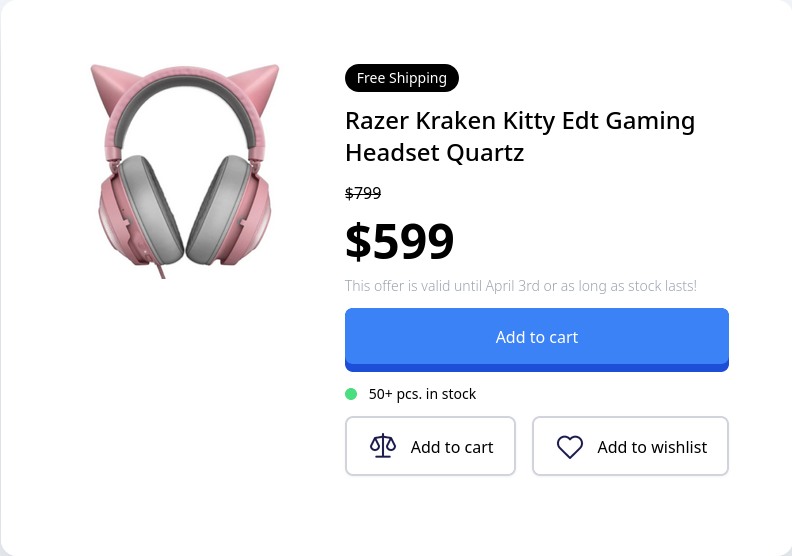 Free Shipping
Razer Kraken Kitty Edt Gaming
Headset Quartz
$799
$599
This offer is valid until April 3rd or as long as stock lasts!
Add to cart
50+ pcs. in stock
Add to cart
Add to wishlist